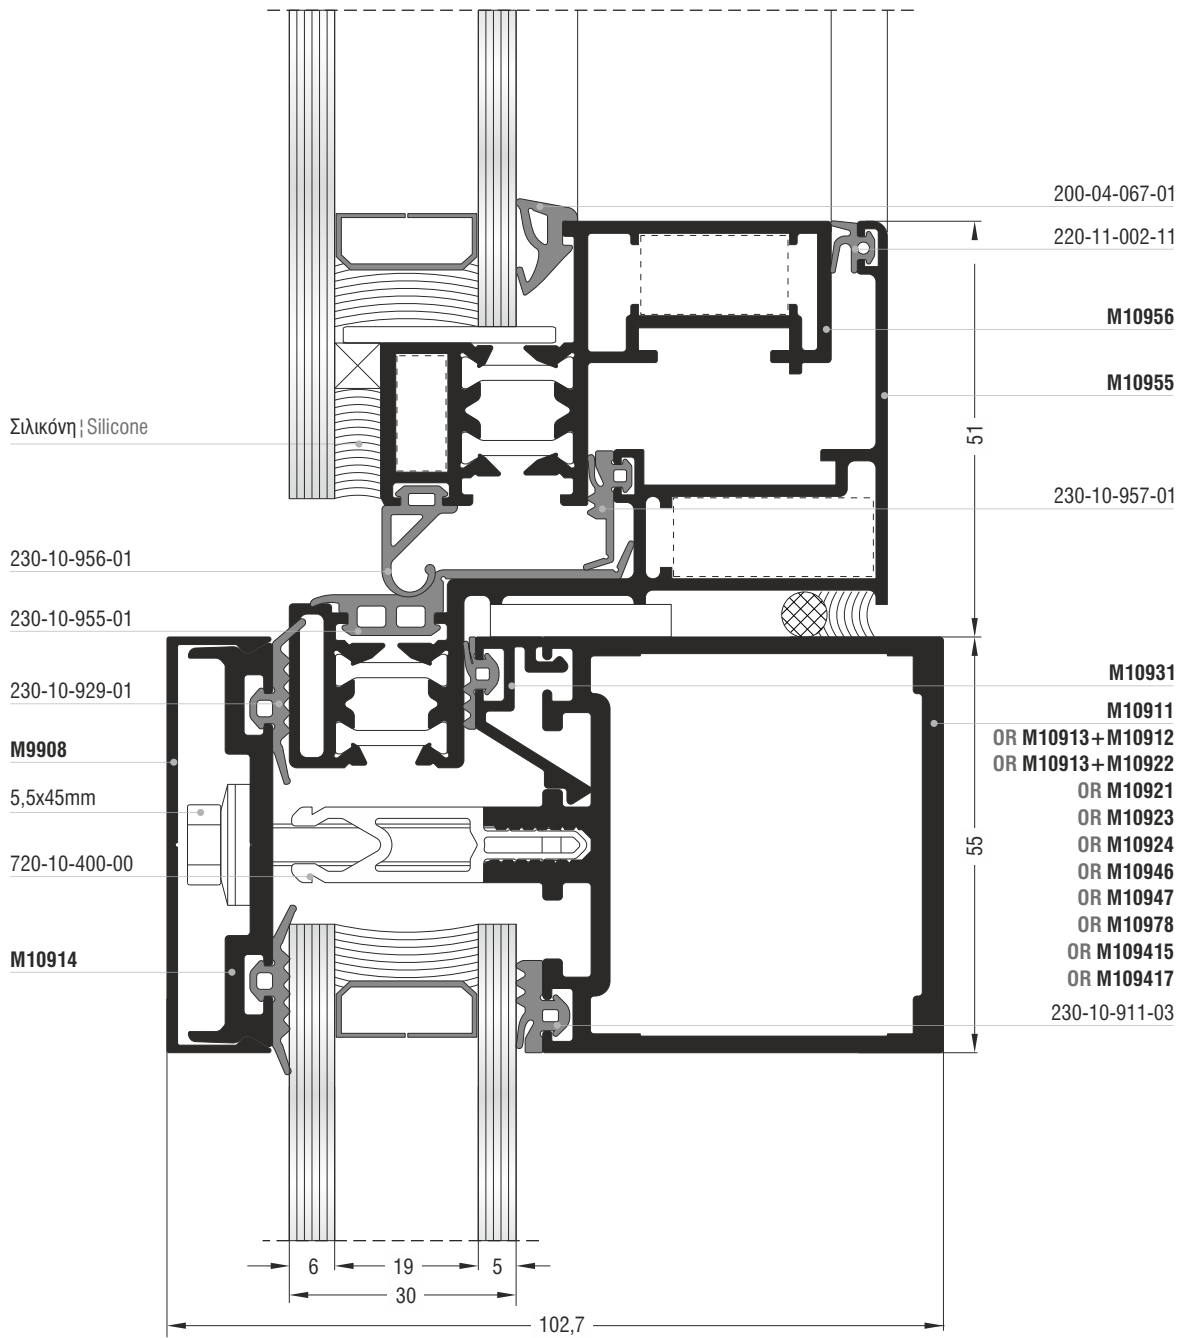 200-04-067-01
220-11-002-11
M10956
M10955
51
Σιλικόνη ¦ Silicone
230-10-957-01
230-10-956-01
230-10-955-01
230-10-929-01
M9908
5,5x45mm
720-10-400-00
M10914
M10931
M10911
OR M10913+M10912
OR M10913+M10922
OR M10921
OR M10923
OR M10924
OR M10946
OR M10947
OR M10978
OR M109415
OR M109417
55
230-10-911-03
6 19 5
30
102,7